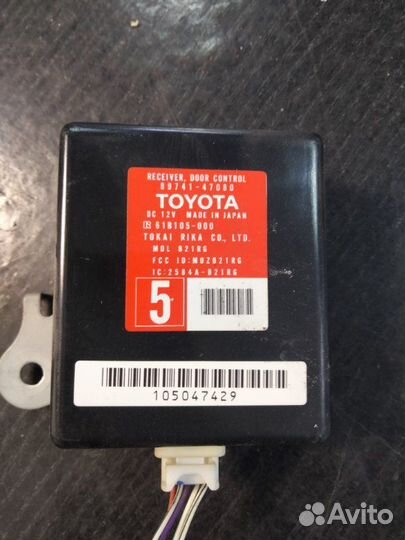 RECEIVER, DOOR CONTROL
89741-47080
TOYOTA
DC 12V MADE IN JAPAN
61B105-000
TOKAI RIKA CO., LTD.
MDL B21RG
FCC ID:MOZB21RG
IC:2584A-B21RG
5
105047429
Avito